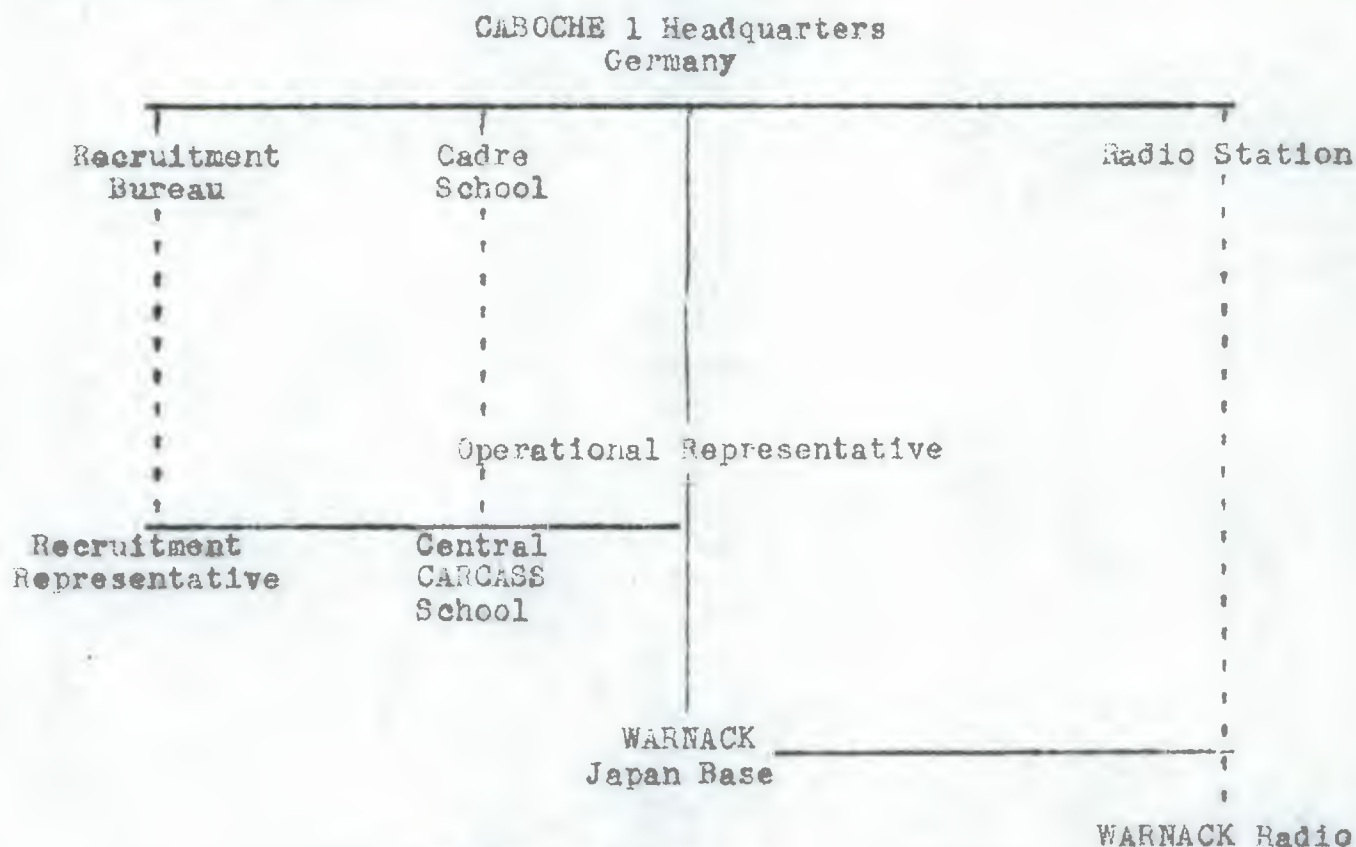 CABOCHE 1 Headquarters
Germany
Recruitment
Bureau
Cadre
School
Radio Station
Operational Representative
Recruitment
Representative
Central
CARCASS
School
WARNACK
Japan Base
WARNACK Radio